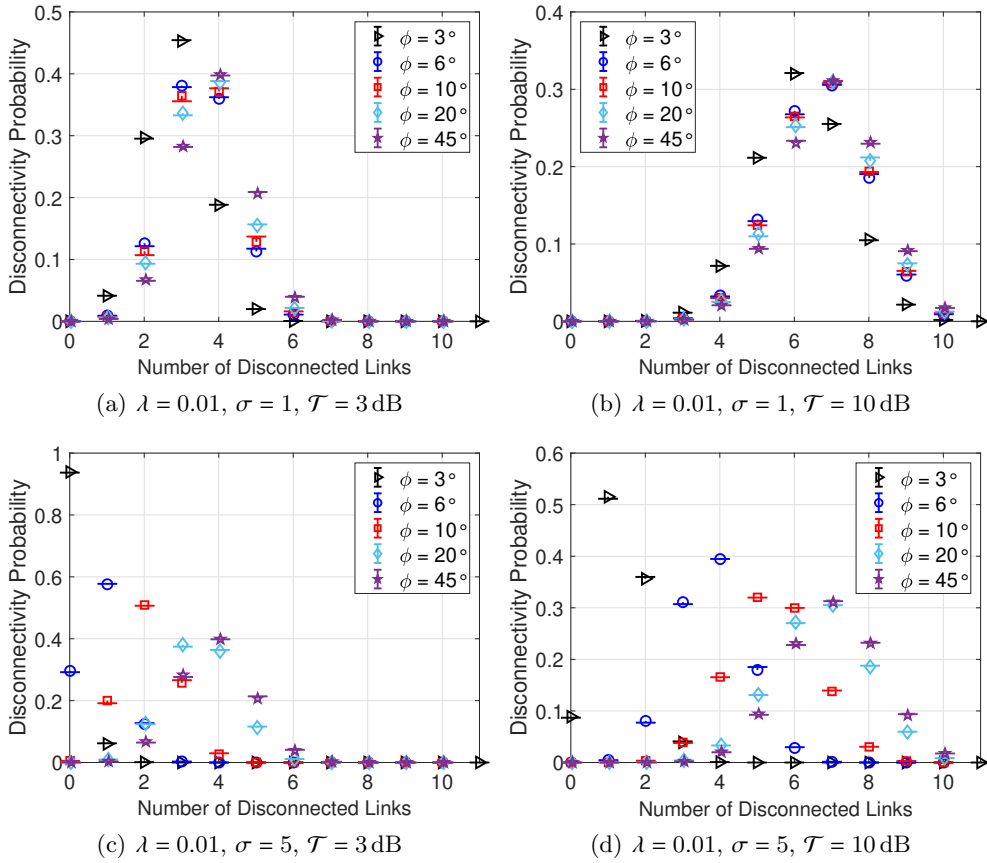 0.5
0.4
0.3
0.2
0.1
0
Disconnectivity Probability
0 2 4 6 8 10
Number of Disconnected Links
ϕ = 3°
ϕ = 6°
ϕ = 10°
ϕ = 20°
ϕ = 45°
(a) λ = 0.01, σ = 1, 𝒯 = 3 dB
0.4
0.3
0.2
0.1
0
Disconnectivity Probability
0 2 4 6 8 10
Number of Disconnected Links
ϕ = 3°
ϕ = 6°
ϕ = 10°
ϕ = 20°
ϕ = 45°
(b) λ = 0.01, σ = 1, 𝒯 = 10 dB
1
0.8
0.6
0.4
0.2
0
Disconnectivity Probability
0 2 4 6 8 10
Number of Disconnected Links
ϕ = 3°
ϕ = 6°
ϕ = 10°
ϕ = 20°
ϕ = 45°
(c) λ = 0.01, σ = 5, 𝒯 = 3 dB
0.6
0.5
0.4
0.3
0.2
0.1
0
Disconnectivity Probability
0 2 4 6 8 10
Number of Disconnected Links
ϕ = 3°
ϕ = 6°
ϕ = 10°
ϕ = 20°
ϕ = 45°
(d) λ = 0.01, σ = 5, 𝒯 = 10 dB